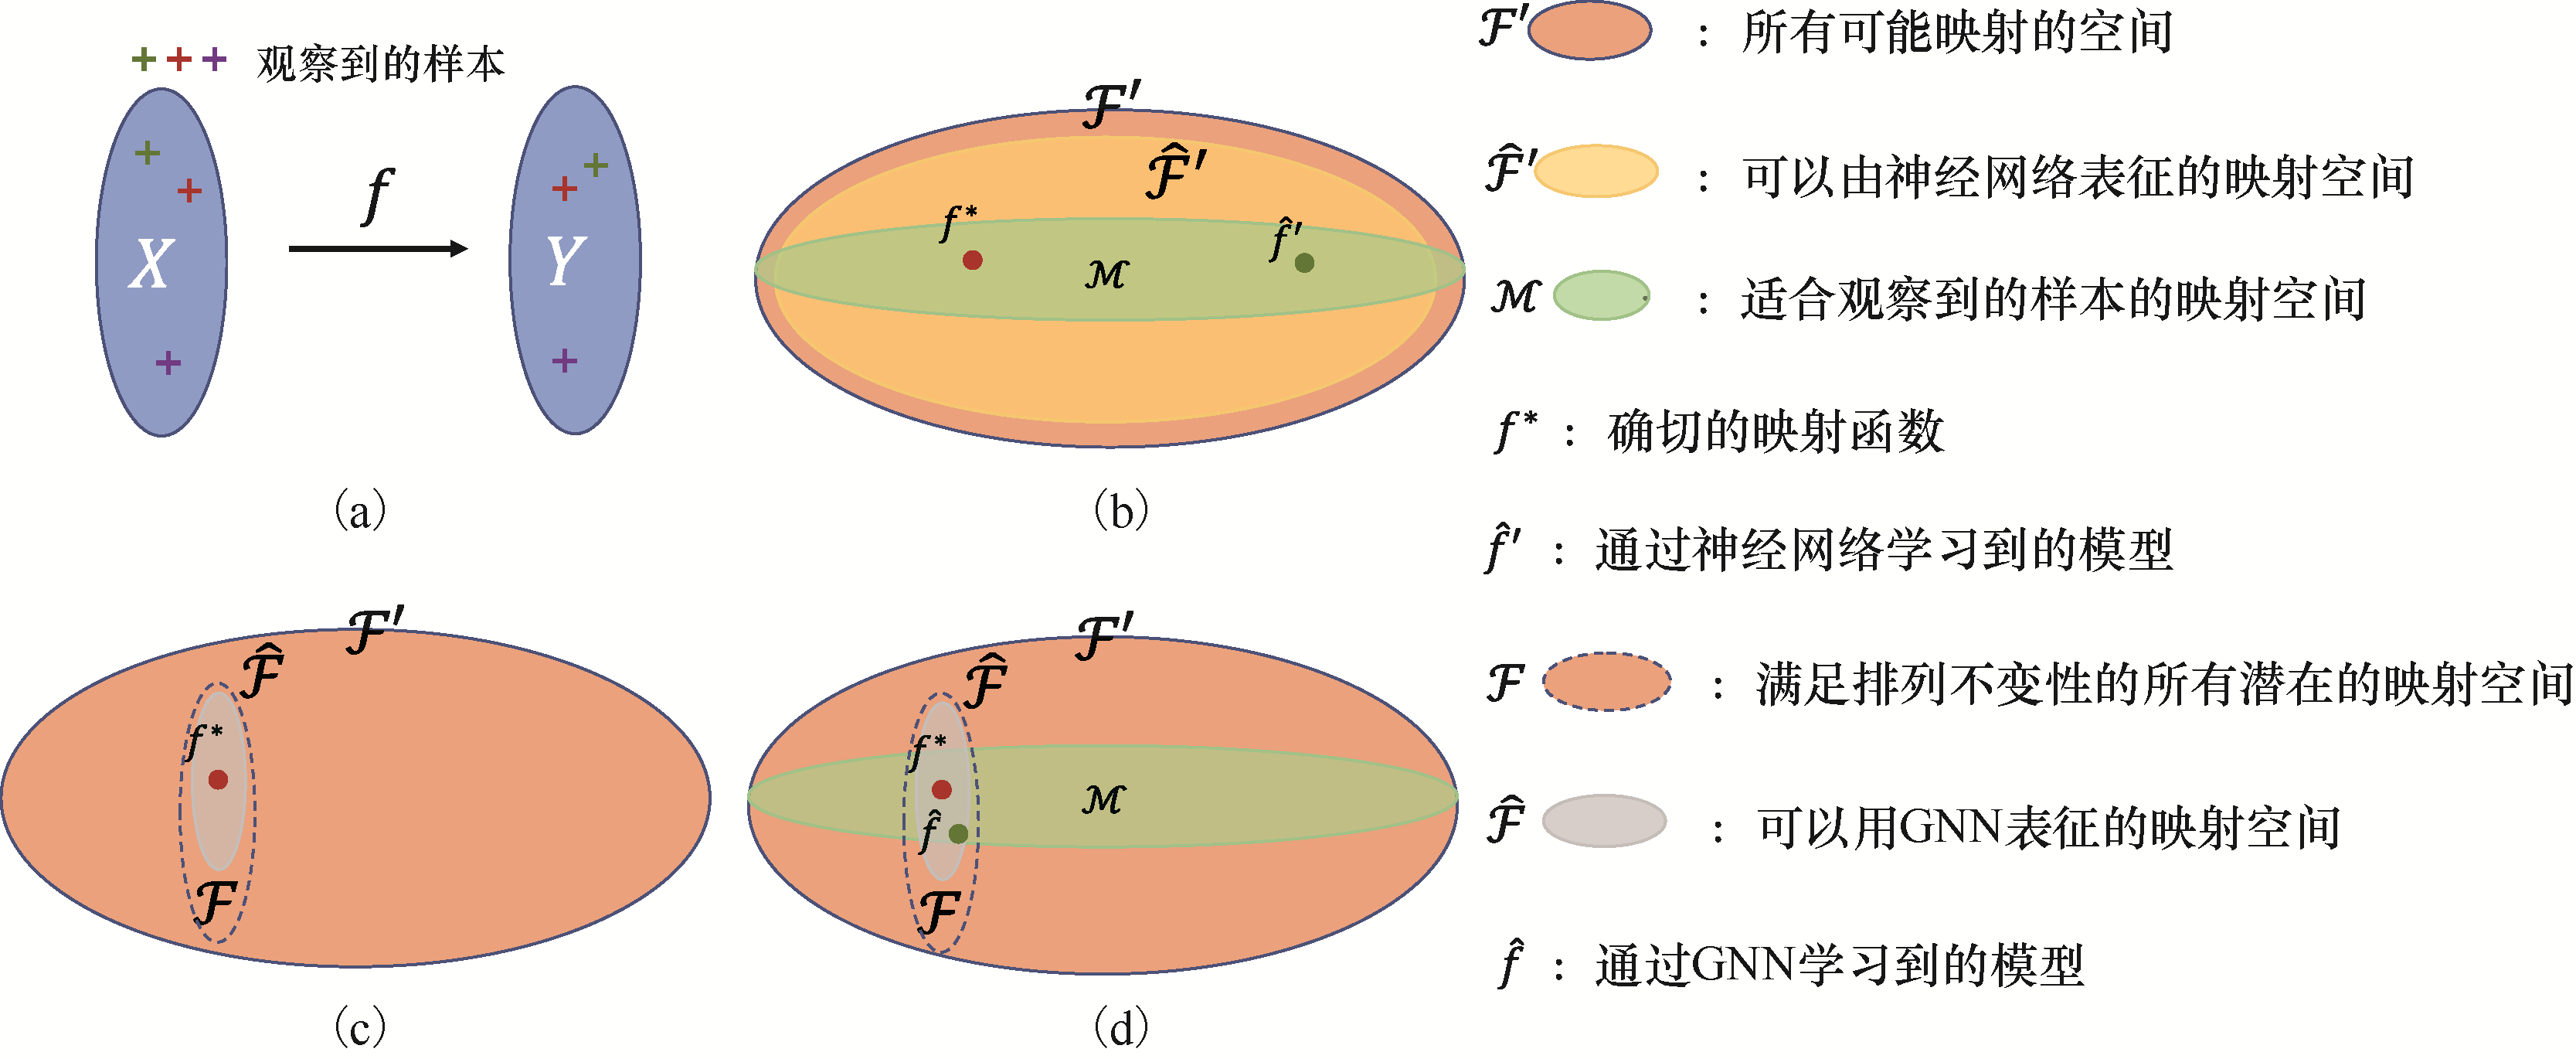 + + + 观察到的样本
X
f
Y
(a)
ℱ′
ℱ̂′
f*
ℳ
f̂′
(b)
ℱ′
ℱ̂
f*
ℱ
(c)
ℱ′
ℱ̂
f*
ℳ
f̂
ℱ
(d)
ℱ′ : 所有可能映射的空间
ℱ̂′ : 可以由神经网络表征的映射空间
ℳ : 适合观察到的样本的映射空间
f* : 确切的映射函数
f̂′ : 通过神经网络学习到的模型
ℱ : 满足排列不变性的所有潜在的映射空间
ℱ̂ : 可以用GNN表征的映射空间
f̂ : 通过GNN学习到的模型